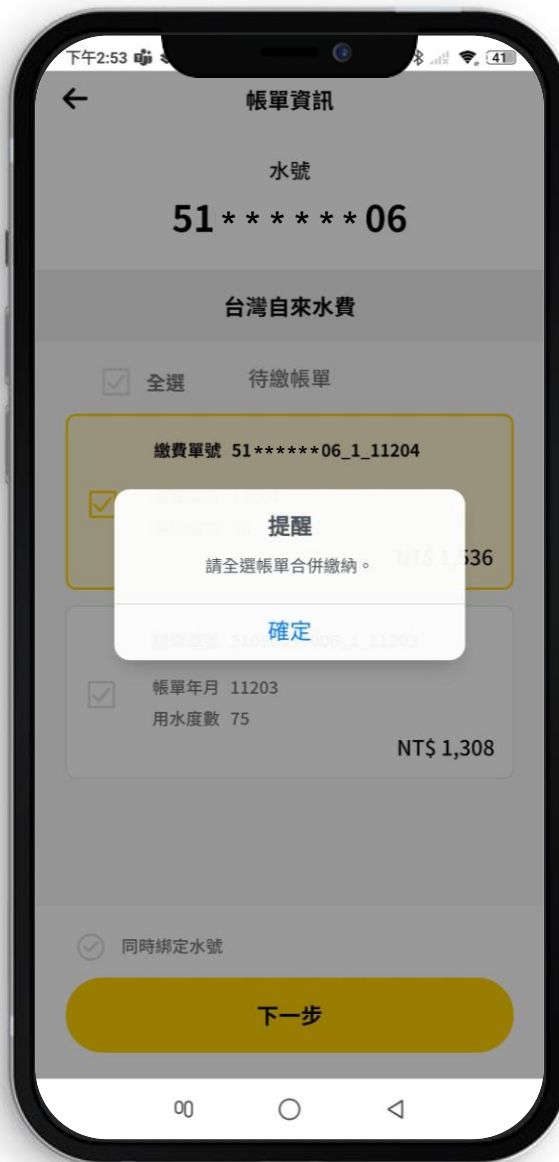 下午2:53
41
帳單資訊
水號
51******06
台灣自來水費
全選 待繳帳單
繳費單號 51******06_1_11204
提醒
請全選帳單合併繳納。
NT$ 1,536
確定
帳單年月 11203
用水度數 75
NT$ 1,308
同時綁定水號
下一步